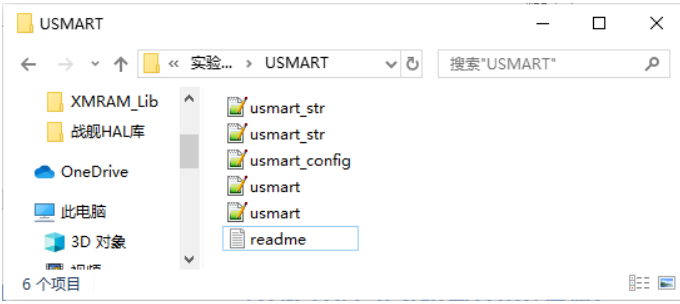 USMART
« 实验... › USMART
搜索"USMART"
XMRAM_Lib
战舰HAL库
OneDrive
此电脑
3D 对象
usmart_str
usmart_str
usmart_config
usmart
usmart
readme
6 个项目